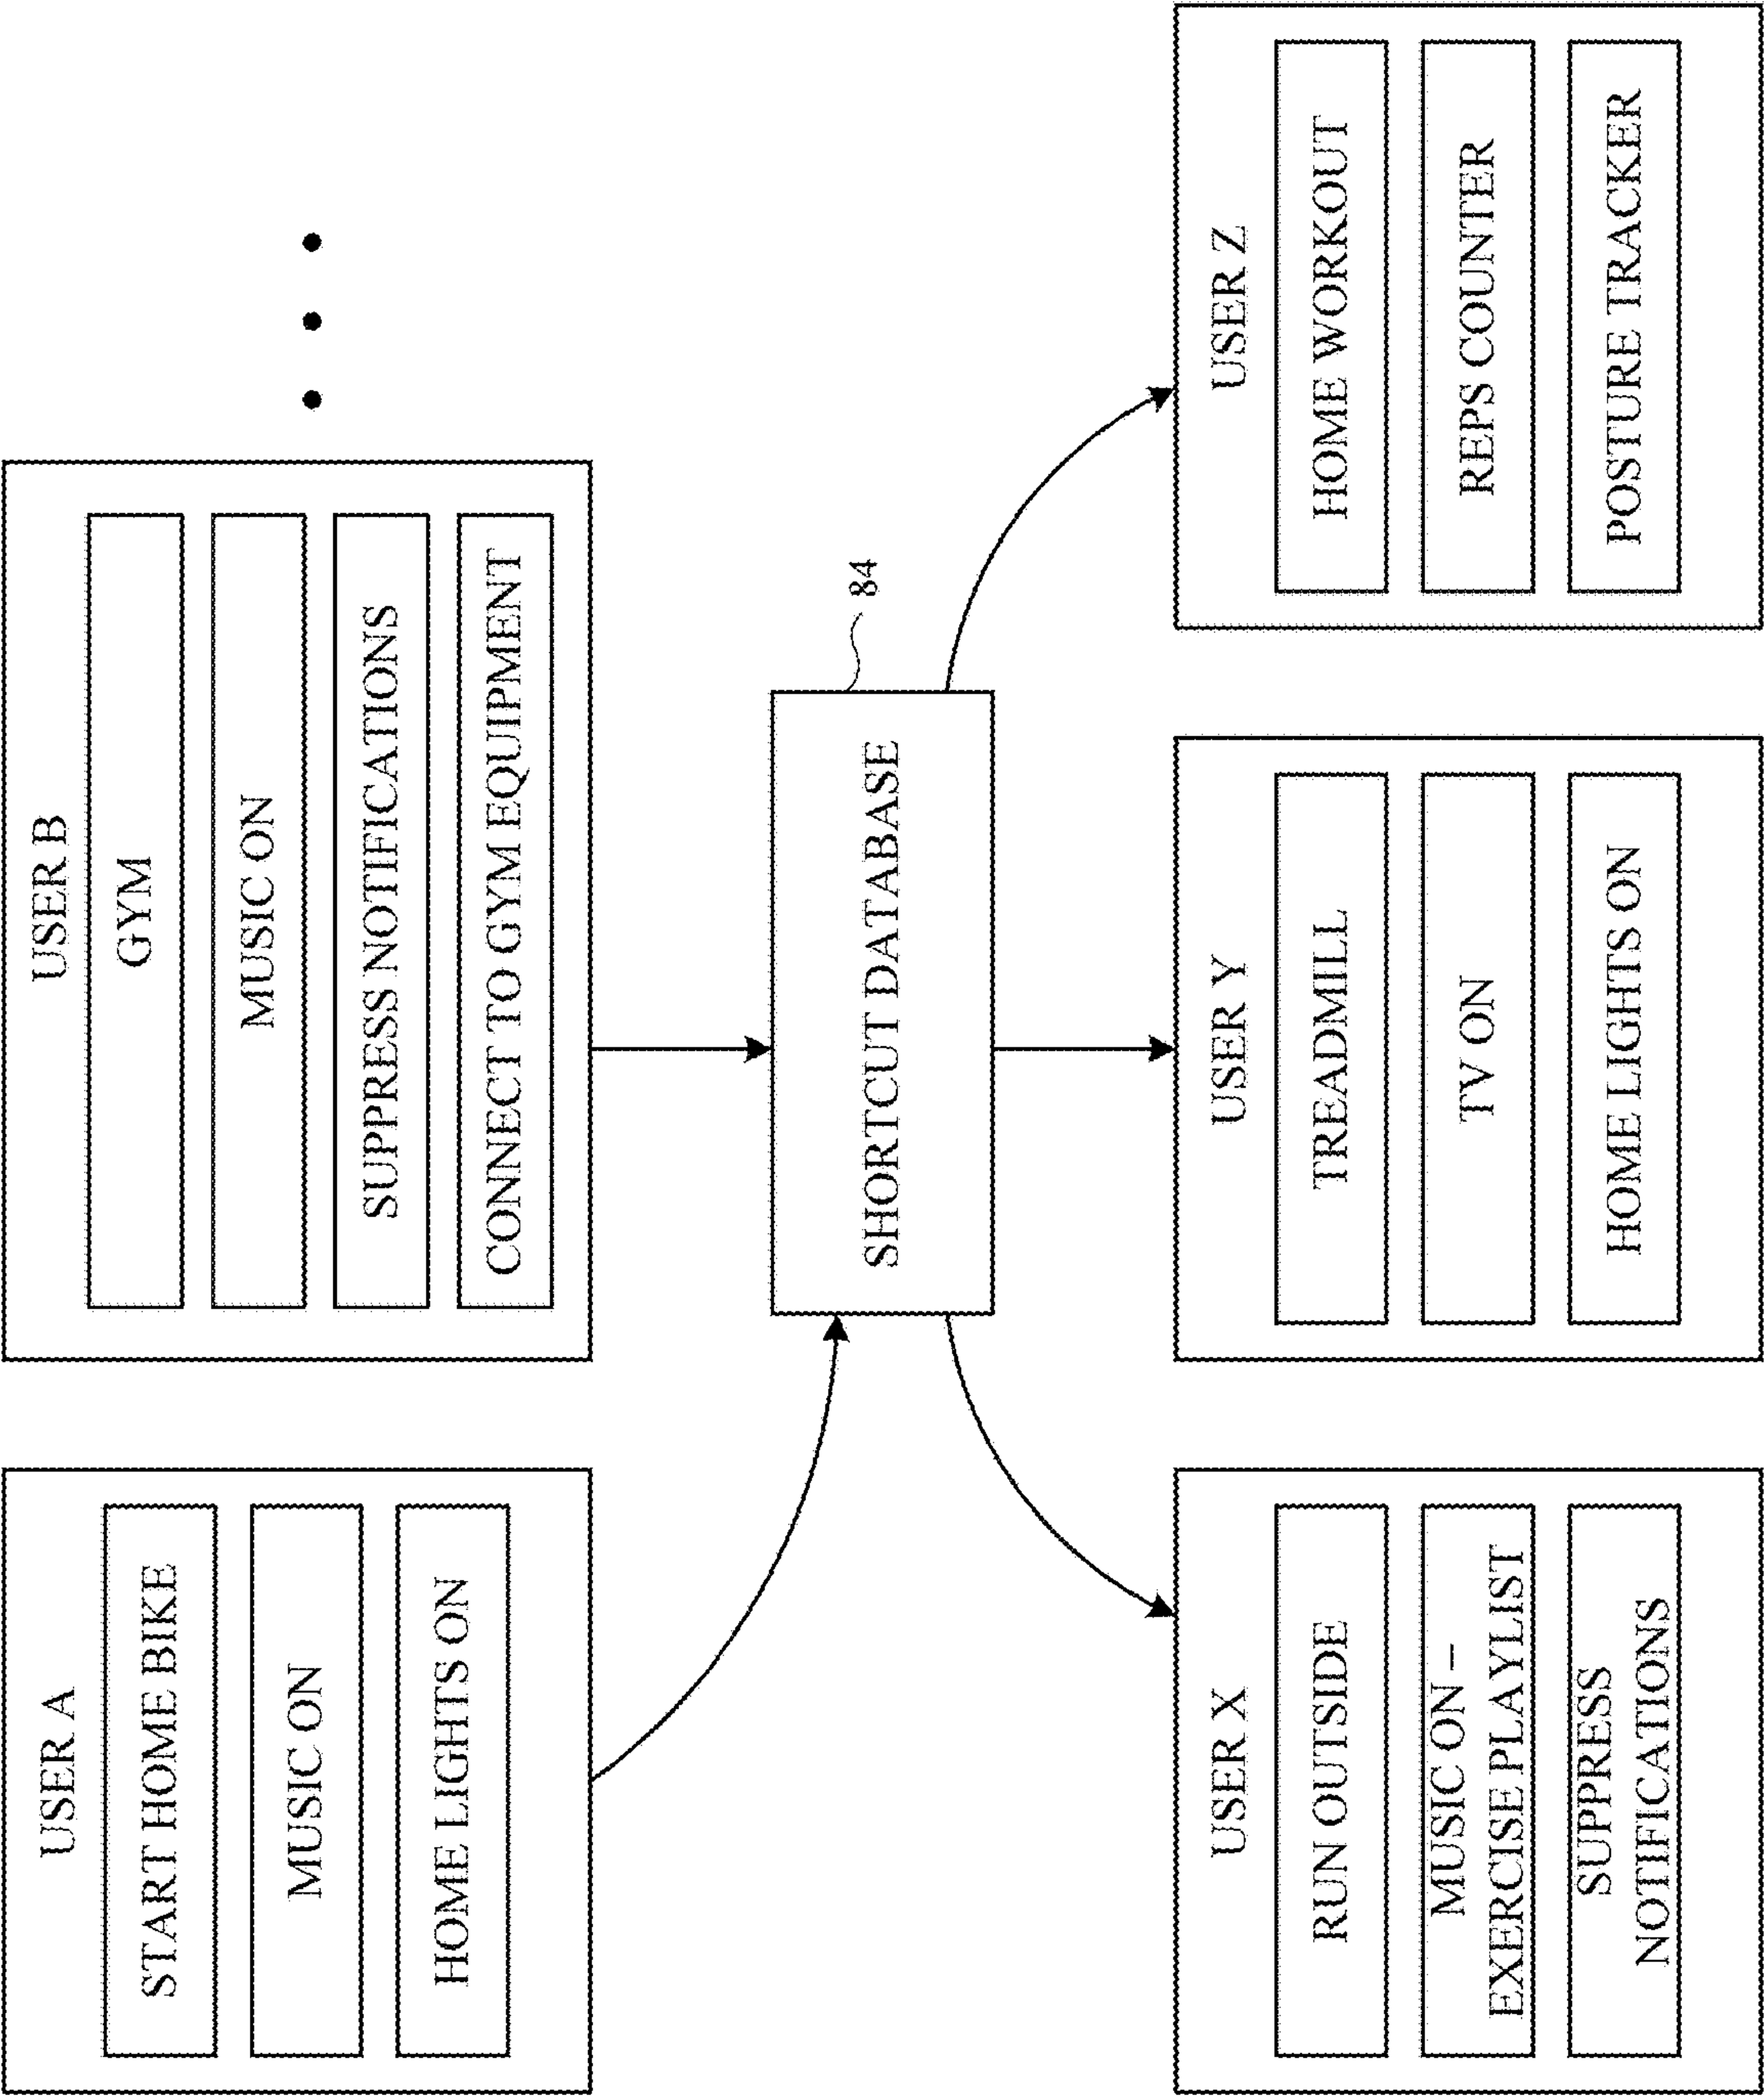 USER A
START HOME BIKE
MUSIC ON
HOME LIGHTS ON
USER B
GYM
MUSIC ON
SUPPRESS NOTIFICATIONS
CONNECT TO GYM EQUIPMENT
SHORTCUT DATABASE
84
USER X
RUN OUTSIDE
MUSIC ON –
EXERCISE PLAYLIST
SUPPRESS
NOTIFICATIONS
USER Y
TREADMILL
TV ON
HOME LIGHTS ON
USER Z
HOME WORKOUT
REPS COUNTER
POSTURE TRACKER